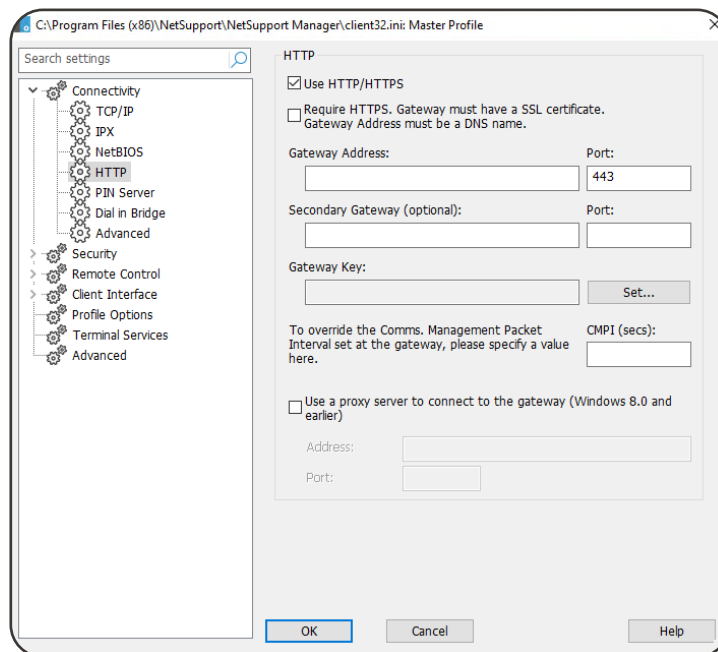 C:\Program Files (x86)\NetSupport\NetSupport Manager\client32.ini: Master Profile
Search settings
Connectivity
TCP/IP
IPX
NetBIOS
HTTP
PIN Server
Dial in Bridge
Advanced
Security
Remote Control
Client Interface
Profile Options
Terminal Services
Advanced
HTTP
Use HTTP/HTTPS
Require HTTPS. Gateway must have a SSL certificate.
Gateway Address must be a DNS name.
Gateway Address: Port:
443
Secondary Gateway (optional): Port:
Gateway Key:
Set...
To override the Comms. Management Packet
Interval set at the gateway, please specify a value
here.
CMPI (secs):
Use a proxy server to connect to the gateway (Windows 8.0 and
earlier)
Address:
Port:
OK Cancel Help